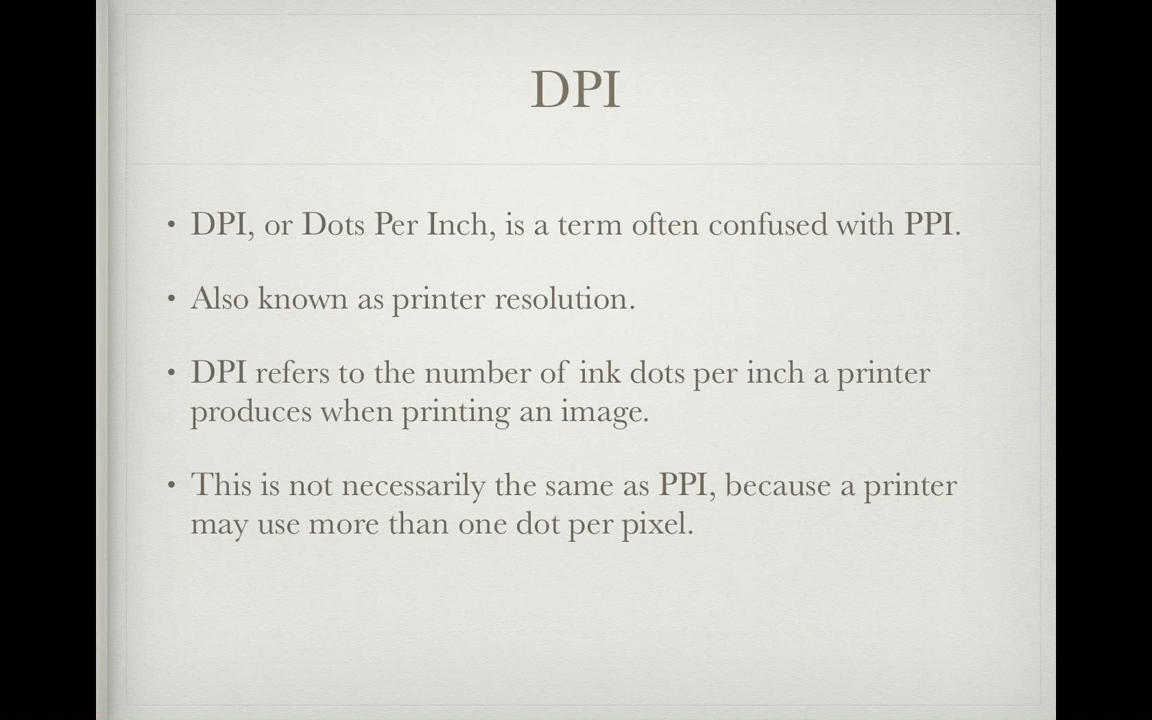 DPI
• DPI, or Dots Per Inch, is a term often confused with PPI.
• Also known as printer resolution.
• DPI refers to the number of ink dots per inch a printer
produces when printing an image.
• This is not necessarily the same as PPI, because a printer
may use more than one dot per pixel.